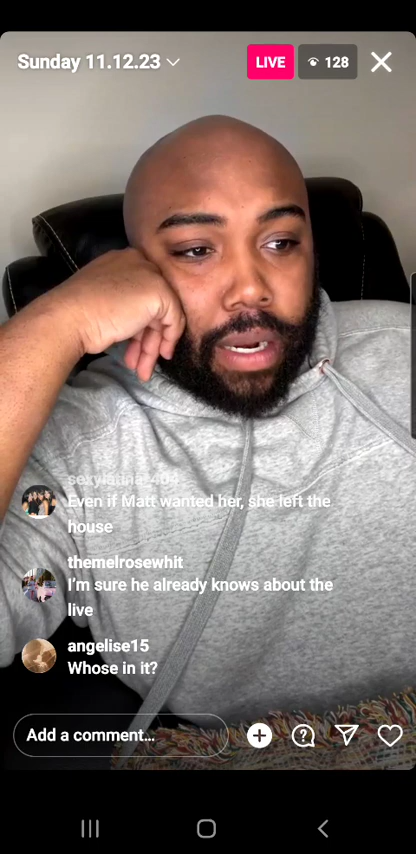 Sunday 11.12.23
LIVE
128
sexylatina_404
Even if Matt wanted her, she left the
house
themelrosewhit
I'm sure he already knows about the
live
angelise15
Whose in it?
Add a comment...